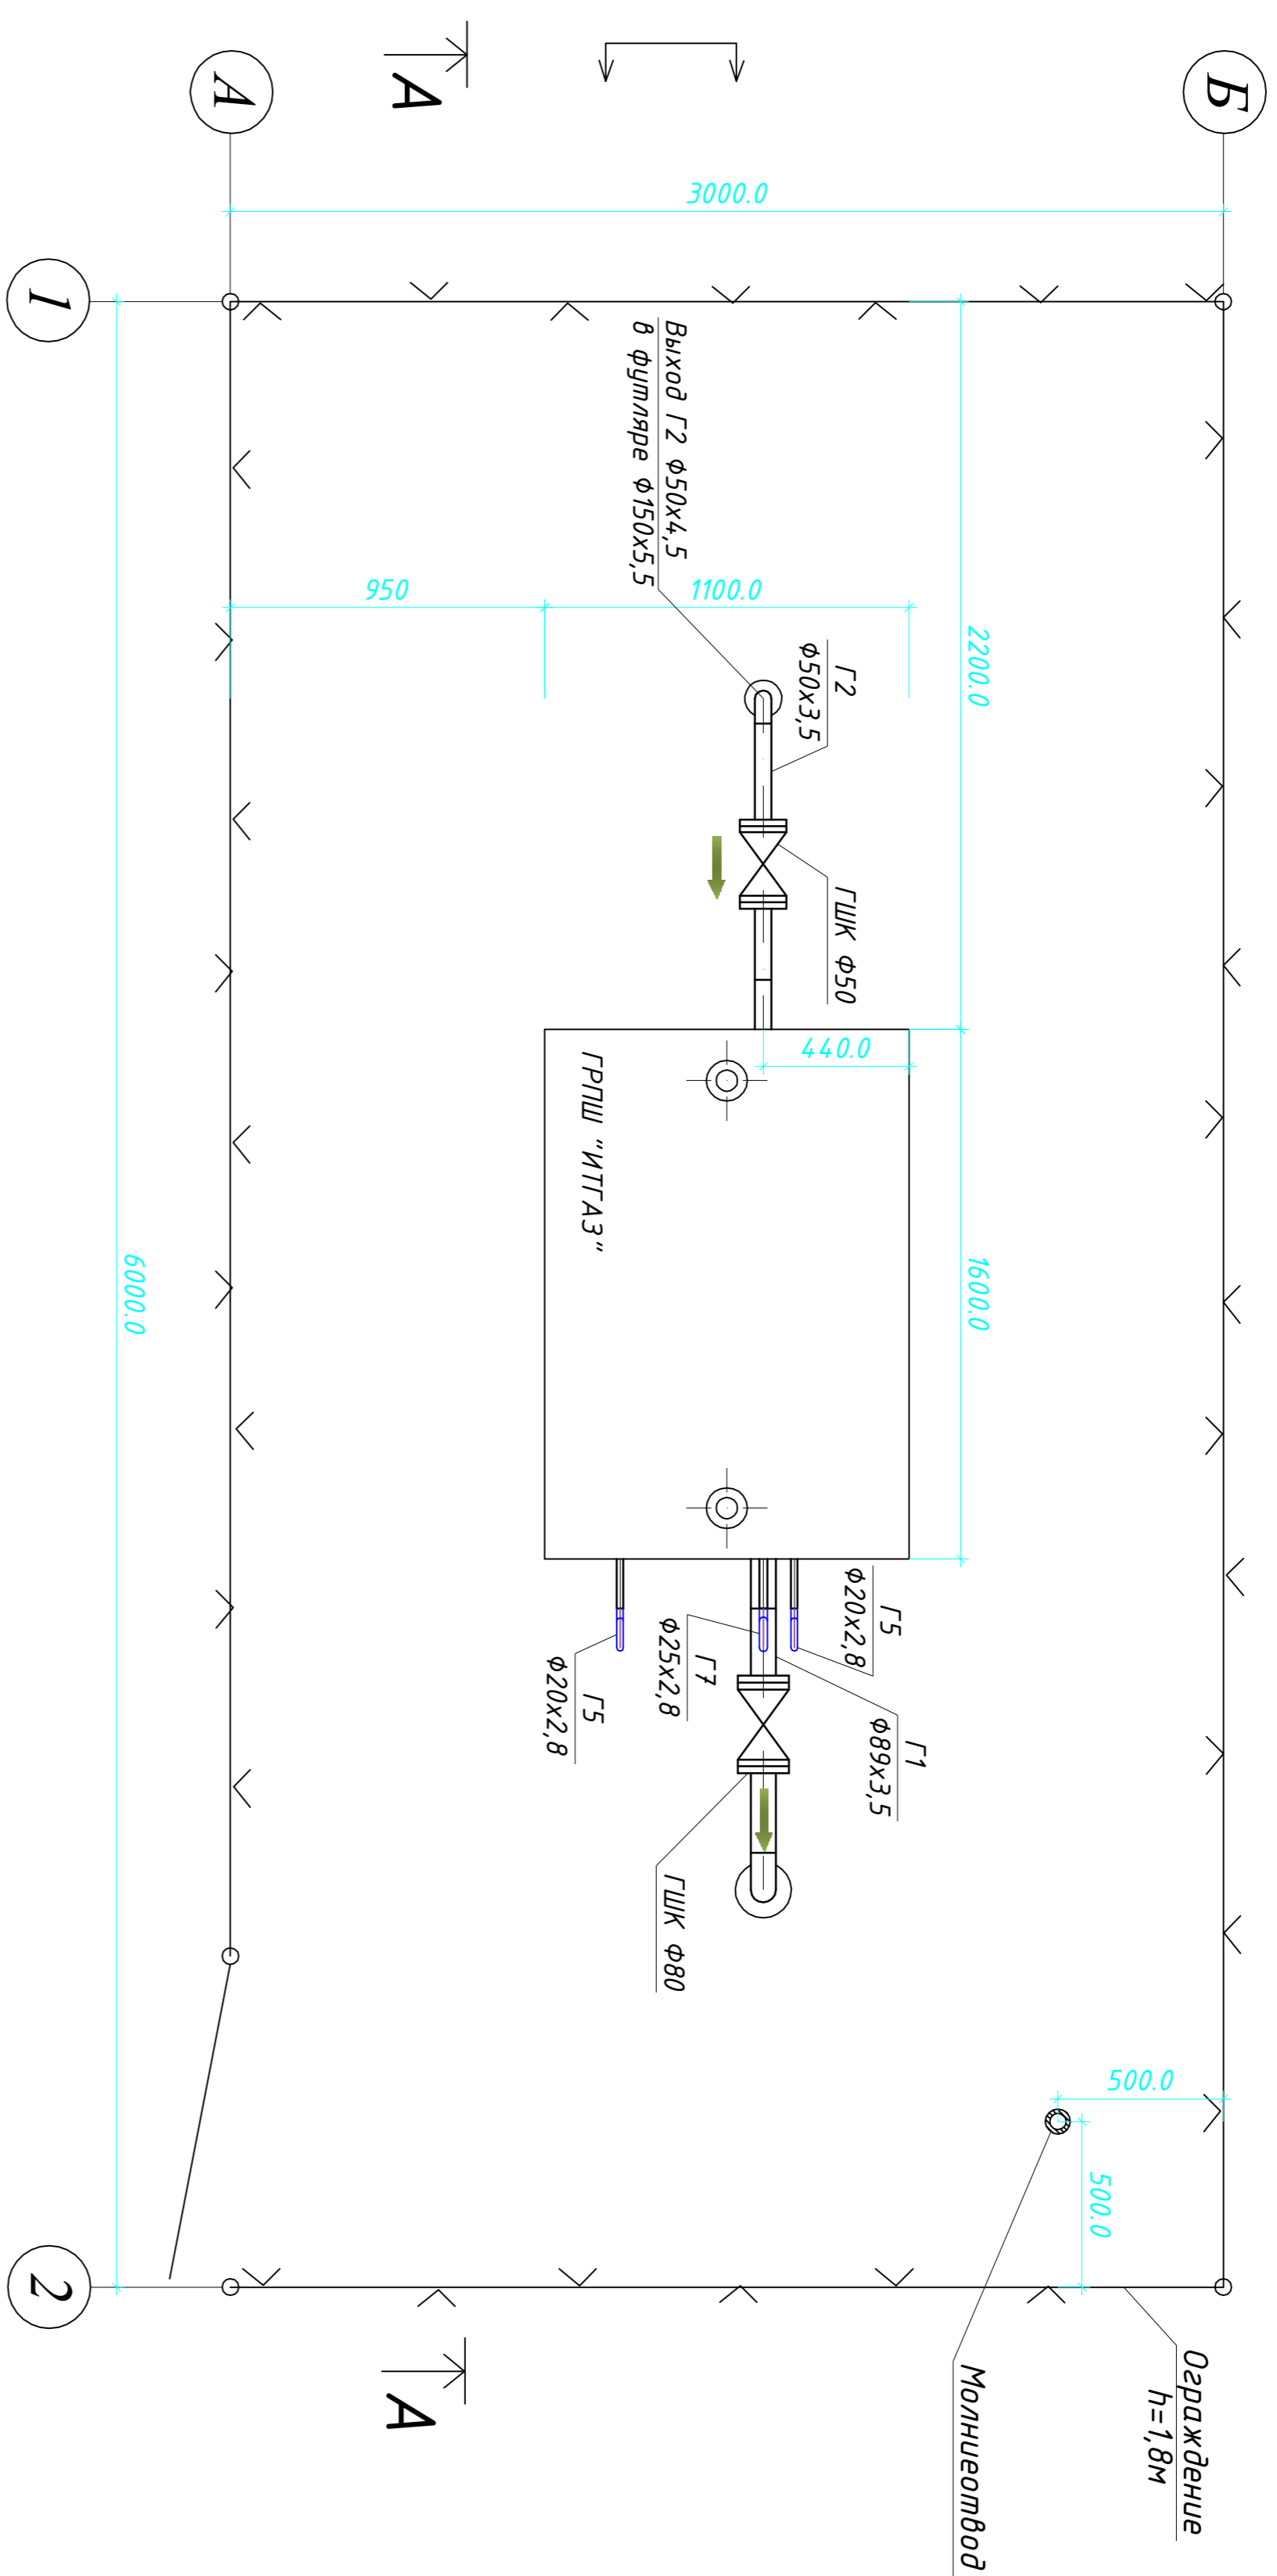 Б
А
А
3000.0
1
Выход Г2 Ф50х4,5
в футляре Ф150х5,5
950
1100.0
2200.0
Г2
Ф50х3,5
ГШК Ф50
440.0
ГРПШ "ИТГАЗ"
1600.0
6000.0
Г5
Ф20х2,8
Г7
Ф25х2,8
Г5
Ф20х2,8
Г1
Ф89х3,5
ГШК Ф80
500.0
500.0
2
А
Ограждение
h=1,8м
Молниеотвод